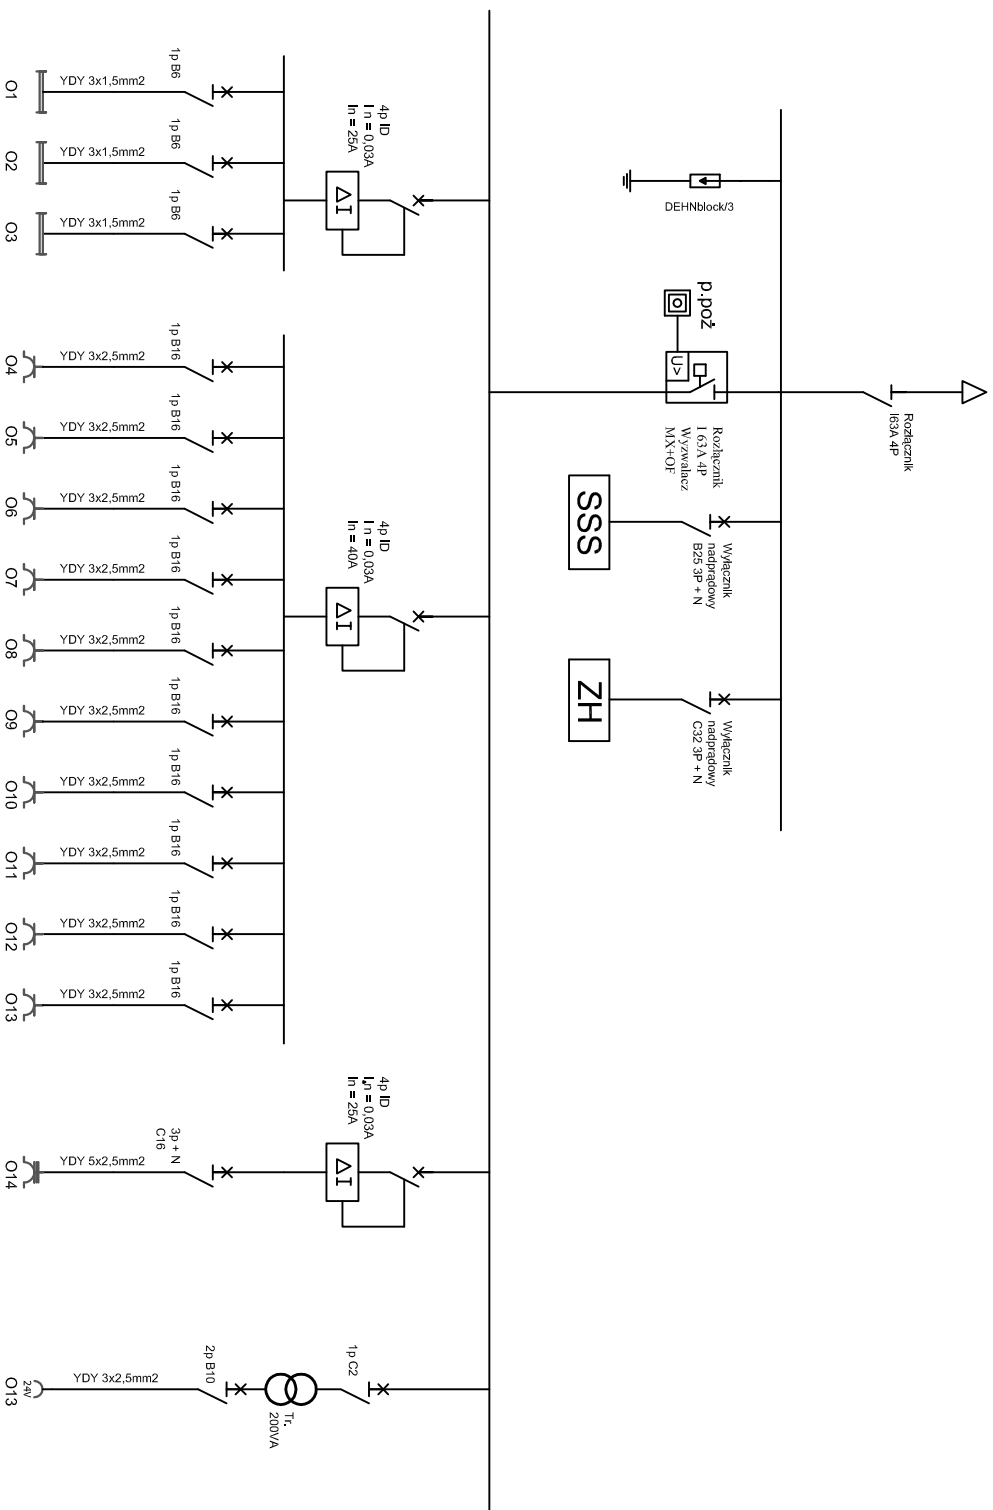 Rozłącznik
I63A 4P
DEHNblock/3
p.poż
U>
Rozłącznik
I 63A 4P
Wyzwalacz
MX+OF
Wyłącznik
nadprądowy
B25 3P + N
SSS
Wyłącznik
nadprądowy
C32 3P + N
ZH
4p ID
I n = 0,03A
In = 25A
ΔI
4p ID
I n = 0,03A
In = 40A
ΔI
4p ID
I n = 0,03A
In = 25A
ΔI
1p C2
Tr.
200VA
2p B10
1p B6
1p B6
1p B6
1p B16
1p B16
1p B16
1p B16
1p B16
1p B16
1p B16
1p B16
1p B16
1p B16
3p + N
C16
YDY 3x1,5mm2
YDY 3x1,5mm2
YDY 3x1,5mm2
YDY 3x2,5mm2
YDY 3x2,5mm2
YDY 3x2,5mm2
YDY 3x2,5mm2
YDY 3x2,5mm2
YDY 3x2,5mm2
YDY 3x2,5mm2
YDY 3x2,5mm2
YDY 3x2,5mm2
YDY 3x2,5mm2
YDY 5x2,5mm2
YDY 3x2,5mm2
24V
O1
O2
O3
O4
O5
O6
O7
O8
O9
O10
O11
O12
O13
O14
O13